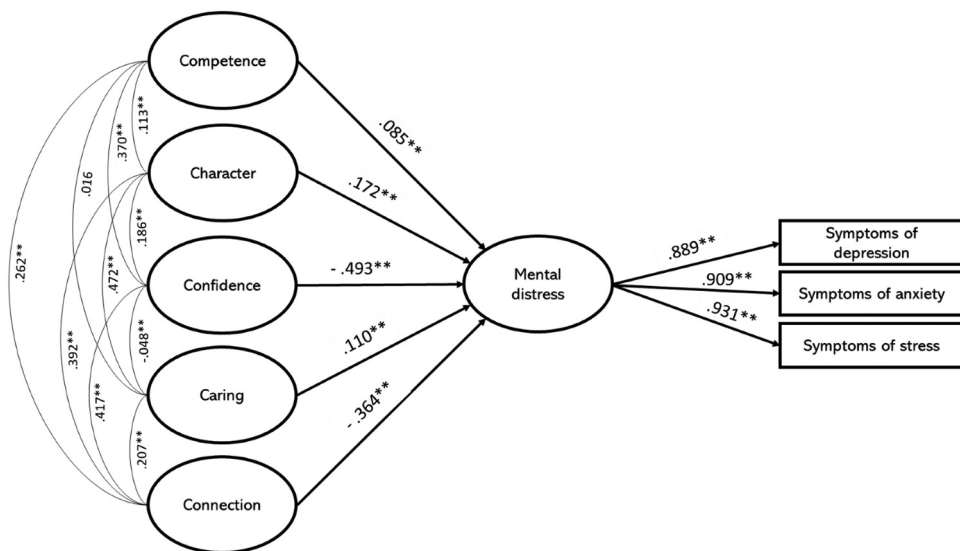 Competence
Character
Confidence
Caring
Connection
.113**
.370**
.016
.262**
.186**
.472**
.392**
-.048**
.417**
.207**
.085**
.172**
- .493**
.110**
- .364**
Mental
distress
.889**
.909**
.931**
Symptoms of
depression
Symptoms of anxiety
Symptoms of stress